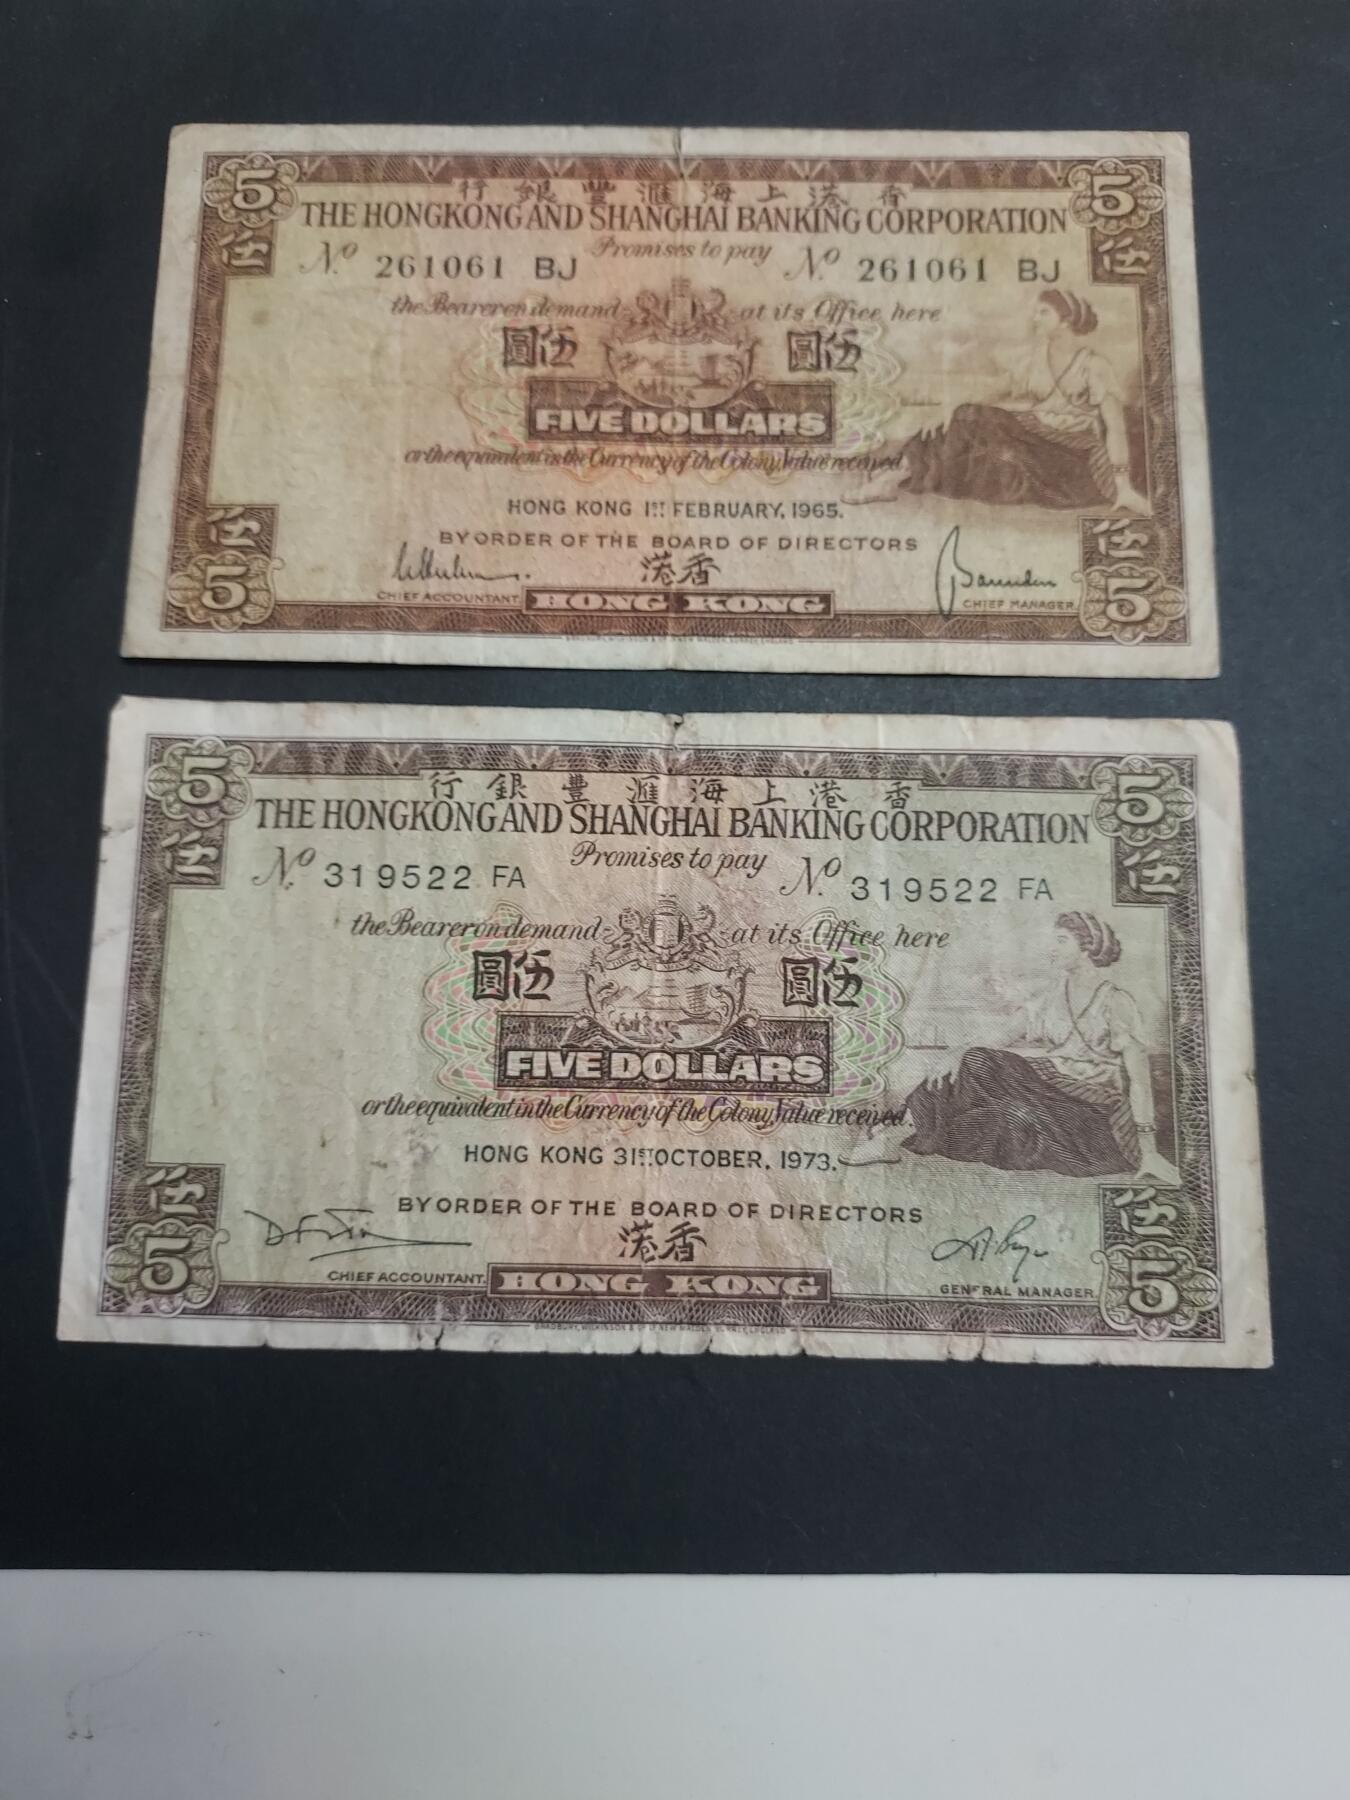 5 行銀豐滙海上港香 5
伍 THE HONGKONG AND SHANGHAI BANKING CORPORATION 伍
Promises to pay
No. 261061 BJ No. 261061 BJ
the Bearer on demand at its Office here
圓伍 圓伍
FIVE DOLLARS
or the equivalent in the Currency of the Colony, Value received.
HONG KONG 1ST FEBRUARY, 1965.
伍 BY ORDER OF THE BOARD OF DIRECTORS 伍
港香
5 CHIEF ACCOUNTANT. HONG KONG CHIEF MANAGER. 5
5 行銀豐滙海上港香 5
伍 THE HONGKONG AND SHANGHAI BANKING CORPORATION 伍
Promises to pay
No. 319522 FA No. 319522 FA
the Bearer on demand at its Office here
圓伍 圓伍
FIVE DOLLARS
or the equivalent in the Currency of the Colony, Value received.
HONG KONG 31ST OCTOBER, 1973.
伍 BY ORDER OF THE BOARD OF DIRECTORS 伍
港香
5 CHIEF ACCOUNTANT. HONG KONG GENERAL MANAGER. 5
BRADBURY, WILKINSON & Co. LD. NEW MALDEN, SURREY, ENGLAND